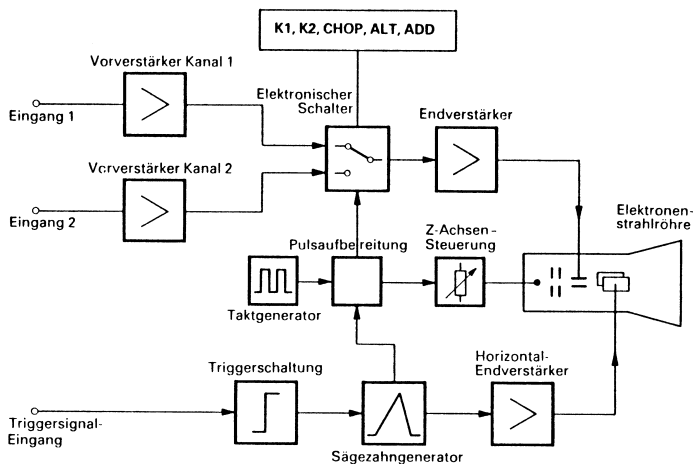 K1, K2, CHOP, ALT, ADD
Vorverstärker Kanal 1
Elektronischer
Schalter
Endverstärker
Eingang 1
Vorverstärker Kanal 2
Eingang 2
Elektronen-
strahlröhre
Pulsaufbereitung
Z-Achsen-
Steuerung
Taktgenerator
Triggerschaltung
Horizontal-
Endverstärker
Triggersignal-
Eingang
Sägezahngenerator